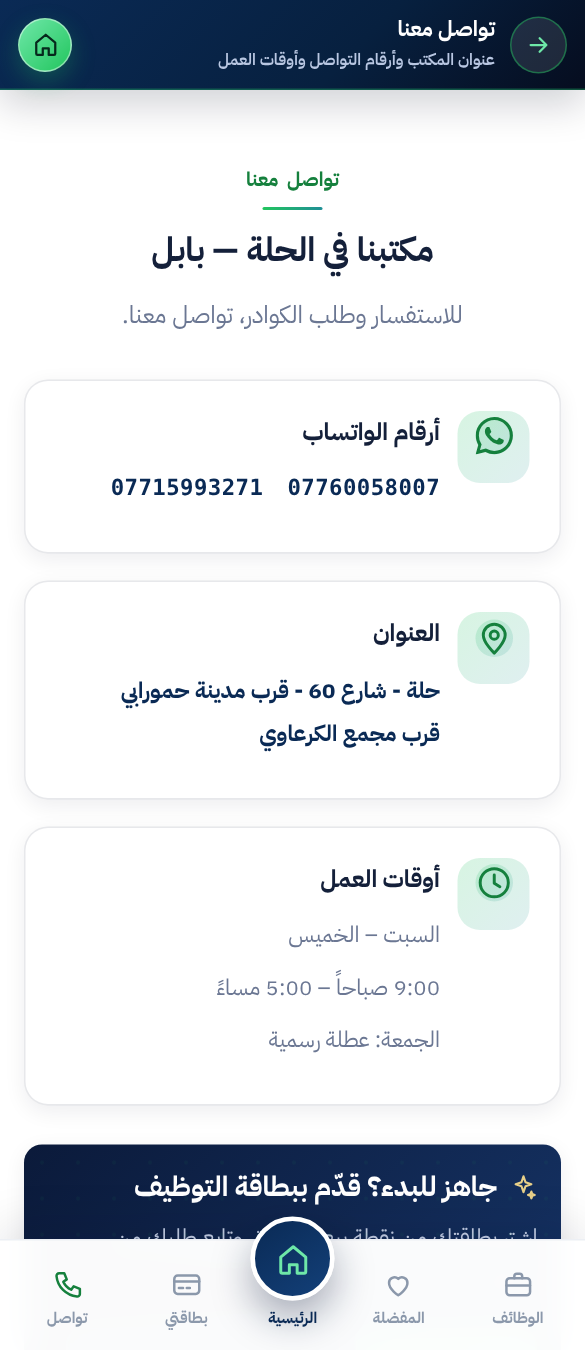 تواصل معنا
عنوان المكتب وأرقام التواصل وأوقات العمل
تواصل معنا
مكتبنا في الحلة — بابل
للاستفسار وطلب الكوادر، تواصل معنا.
أرقام الواتساب
07760058007 07715993271
العنوان
حلة - شارع 60 - قرب مدينة حمورابي
قرب مجمع الكرعاوي
أوقات العمل
السبت – الخميس
9:00 صباحاً – 5:00 مساءً
الجمعة: عطلة رسمية
جاهز للبدء؟ قدّم ببطاقة التوظيف
الوظائف
المفضلة
الرئيسية
بطاقتي
تواصل